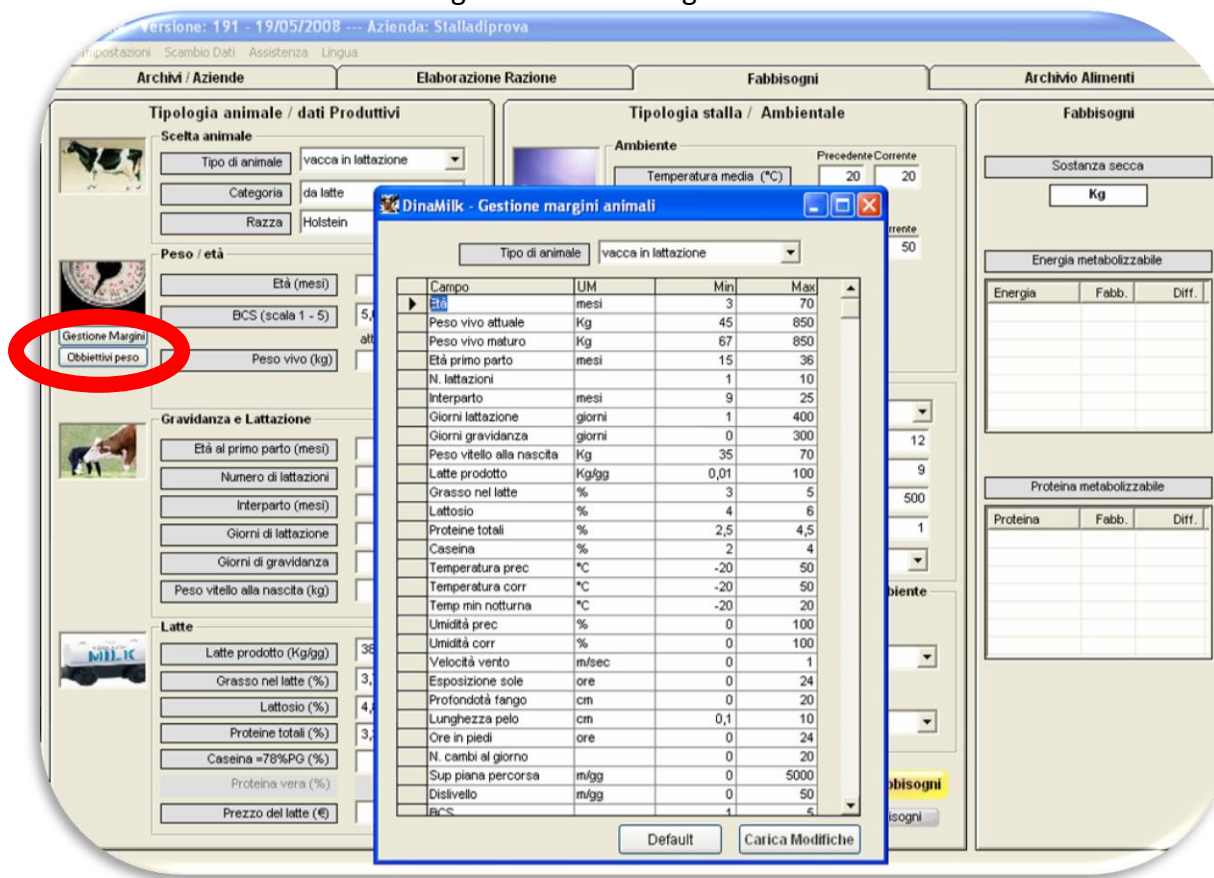 Versione: 191 - 19/05/2008 --- Azienda: Stalladiprova
Impostazioni Scambio Dati Assistenza Lingua
Archivi / Aziende
Elaborazione Razione
Fabbisogni
Archivio Alimenti
Tipologia animale / dati Produttivi
Scelta animale
Tipo di animale vacca in lattazione
Categoria da latte
Razza Holstein
Peso / età
Età (mesi)
BCS (scala 1 - 5)
Gestione Margini
Obbiettivi peso
Peso vivo (kg)
Gravidanza e Lattazione
Età al primo parto (mesi)
Numero di lattazioni
Interparto (mesi)
Giorni di lattazione
Giorni di gravidanza
Peso vitello alla nascita (kg)
Latte
MILK
Latte prodotto (Kg/gg)
Grasso nel latte (%)
Lattosio (%)
Proteine totali (%)
Caseina =78%PG (%)
Proteina vera (%)
Prezzo del latte (€)
Tipologia stalla / Ambientale
Ambiente
Precedente Corrente
Temperatura media (°C) 20 20
50
12
9
500
1
DinaMilk - Gestione margini animali
Tipo di animale vacca in lattazione
Campo UM Min Max
Età mesi 3 70
Peso vivo attuale Kg 45 850
Peso vivo maturo Kg 67 850
Età primo parto mesi 15 36
N. lattazioni 1 10
Interparto mesi 9 25
Giorni lattazione giorni 1 400
Giorni gravidanza giorni 0 300
Peso vitello alla nascita Kg 35 70
Latte prodotto Kg/gg 0,01 100
Grasso nel latte % 3 5
Lattosio % 4 6
Proteine totali % 2,5 4,5
Caseina % 2 4
Temperatura prec °C -20 50
Temperatura corr °C -20 50
Temp min notturna °C -20 20
Umidità prec % 0 100
Umidità corr % 0 100
Velocità vento m/sec 0 1
Esposizione sole ore 0 24
Profondotà fango cm 0 20
Lunghezza pelo cm 0,1 10
Ore in piedi ore 0 24
N. cambi al giorno 0 20
Sup piana percorsa m/gg 0 5000
Dislivello m/gg 0 50
BCS 1 5
Default
Carica Modifiche
Fabbisogni
Sostanza secca
Kg
Energia metabolizzabile
Energia Fabb. Diff.
Proteina metabolizzabile
Proteina Fabb. Diff.